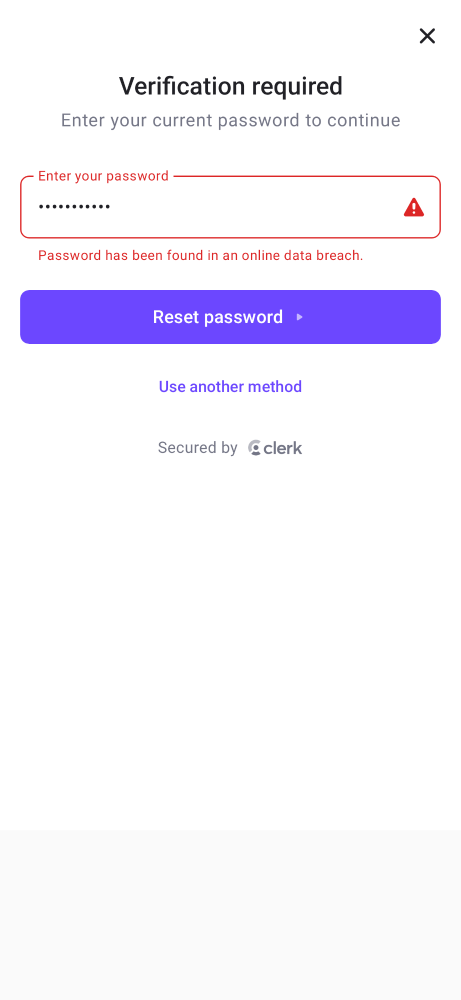 Verification required
Enter your current password to continue
Enter your password
•••••••••••
Password has been found in an online data breach.
Reset password
Use another method
Secured by clerk